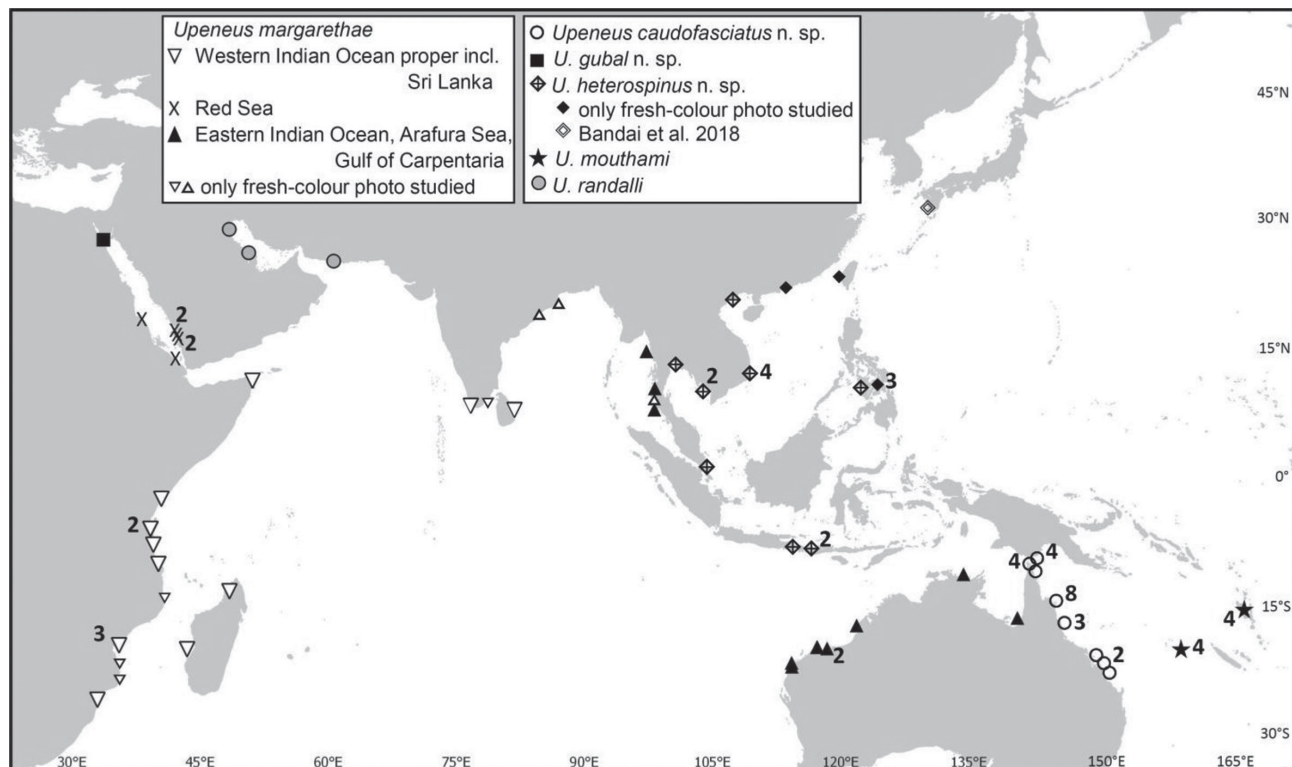 Upeneus margarethae
Western Indian Ocean proper incl.
Sri Lanka
Red Sea
Eastern Indian Ocean, Arafura Sea,
Gulf of Carpentaria
only fresh-colour photo studied
Upeneus caudofasciatus n. sp.
U. gubal n. sp.
U. heterospinus n. sp.
only fresh-colour photo studied
Bandai et al. 2018
U. mouthami
U. randalli
45°N
30°N
15°N
0°
15°S
30°S
2
2
2
3
2
4
3
2
4
4
8
3
2
2
4
4
30°E 45°E 60°E 75°E 90°E 105°E 120°E 135°E 150°E 165°E